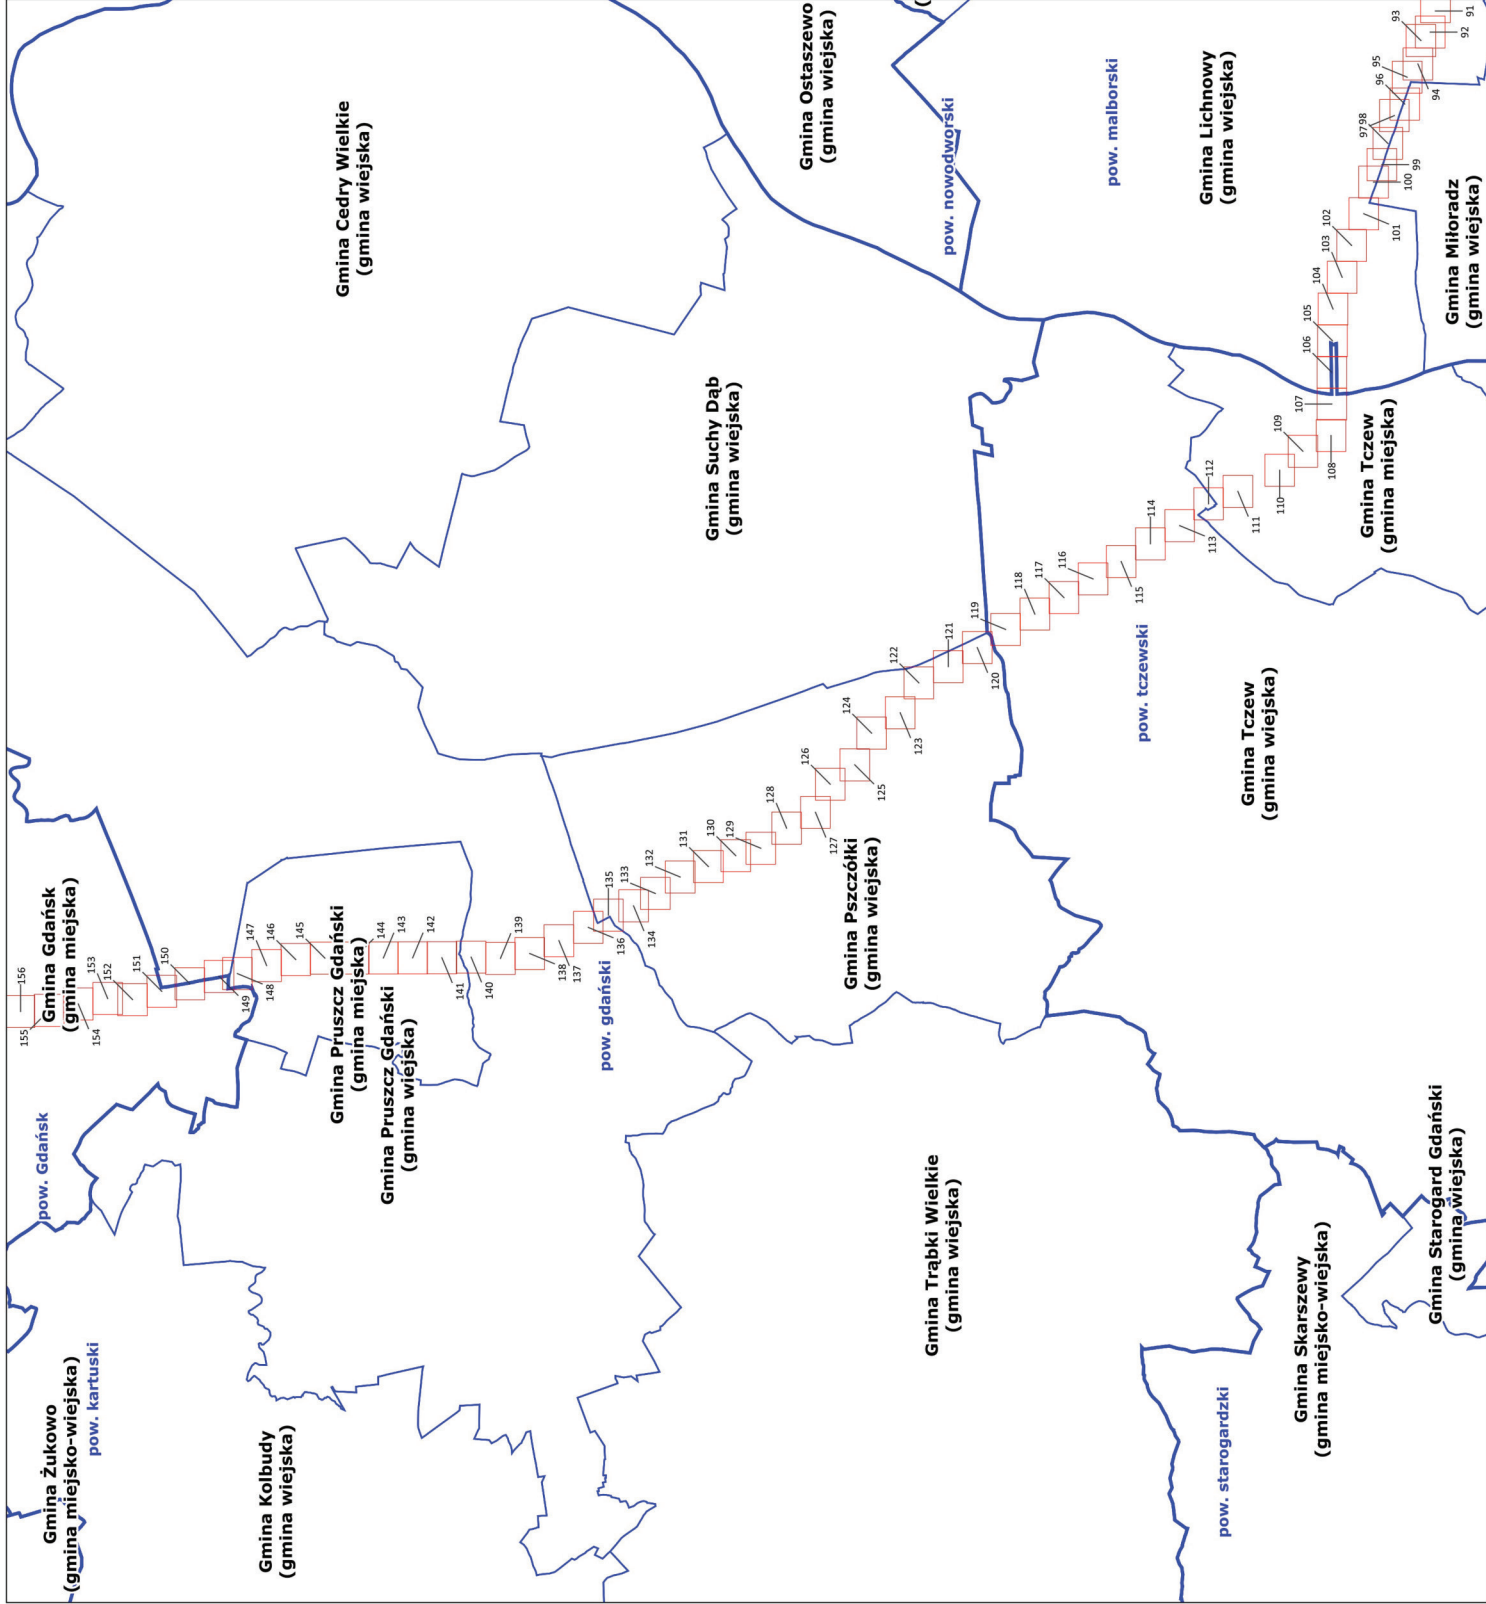 Gmina Żukowo
(gmina miejsko-wiejska)
pow. kartuski
pow. Gdańsk
Gmina Gdańsk
(gmina miejska)
Gmina Kolbudy
(gmina wiejska)
Gmina Pruszcz Gdański
(gmina miejska)
Gmina Pruszcz Gdański
(gmina wiejska)
Gmina Cedry Wielkie
(gmina wiejska)
pow. gdański
Gmina Suchy Dąb
(gmina wiejska)
Gmina Pszczółki
(gmina wiejska)
Gmina Ostaszewo
(gmina wiejska)
Gmina Trąbki Wielkie
(gmina wiejska)
pow. nowodworski
pow. malborski
pow. tczewski
Gmina Lichnowy
(gmina wiejska)
Gmina Tczew
(gmina wiejska)
pow. starogardzki
Gmina Skarszewy
(gmina miejsko-wiejska)
Gmina Tczew
(gmina miejska)
Gmina Starogard Gdański
(gmina wiejska)
Gmina Miłoradz
(gmina wiejska)
156
155
154
153
152
151
150
149
148
147
146
145
144
143
142
141
140
139
138
137
136
135
134
133
132
131
130
129
128
127
126
125
124
123
122
121
120
119
118
117
116
115
114
113
112
111
110
109
108
107
106
105
104
103
102
101
100
99
98
97
96
95
94
93
92
91